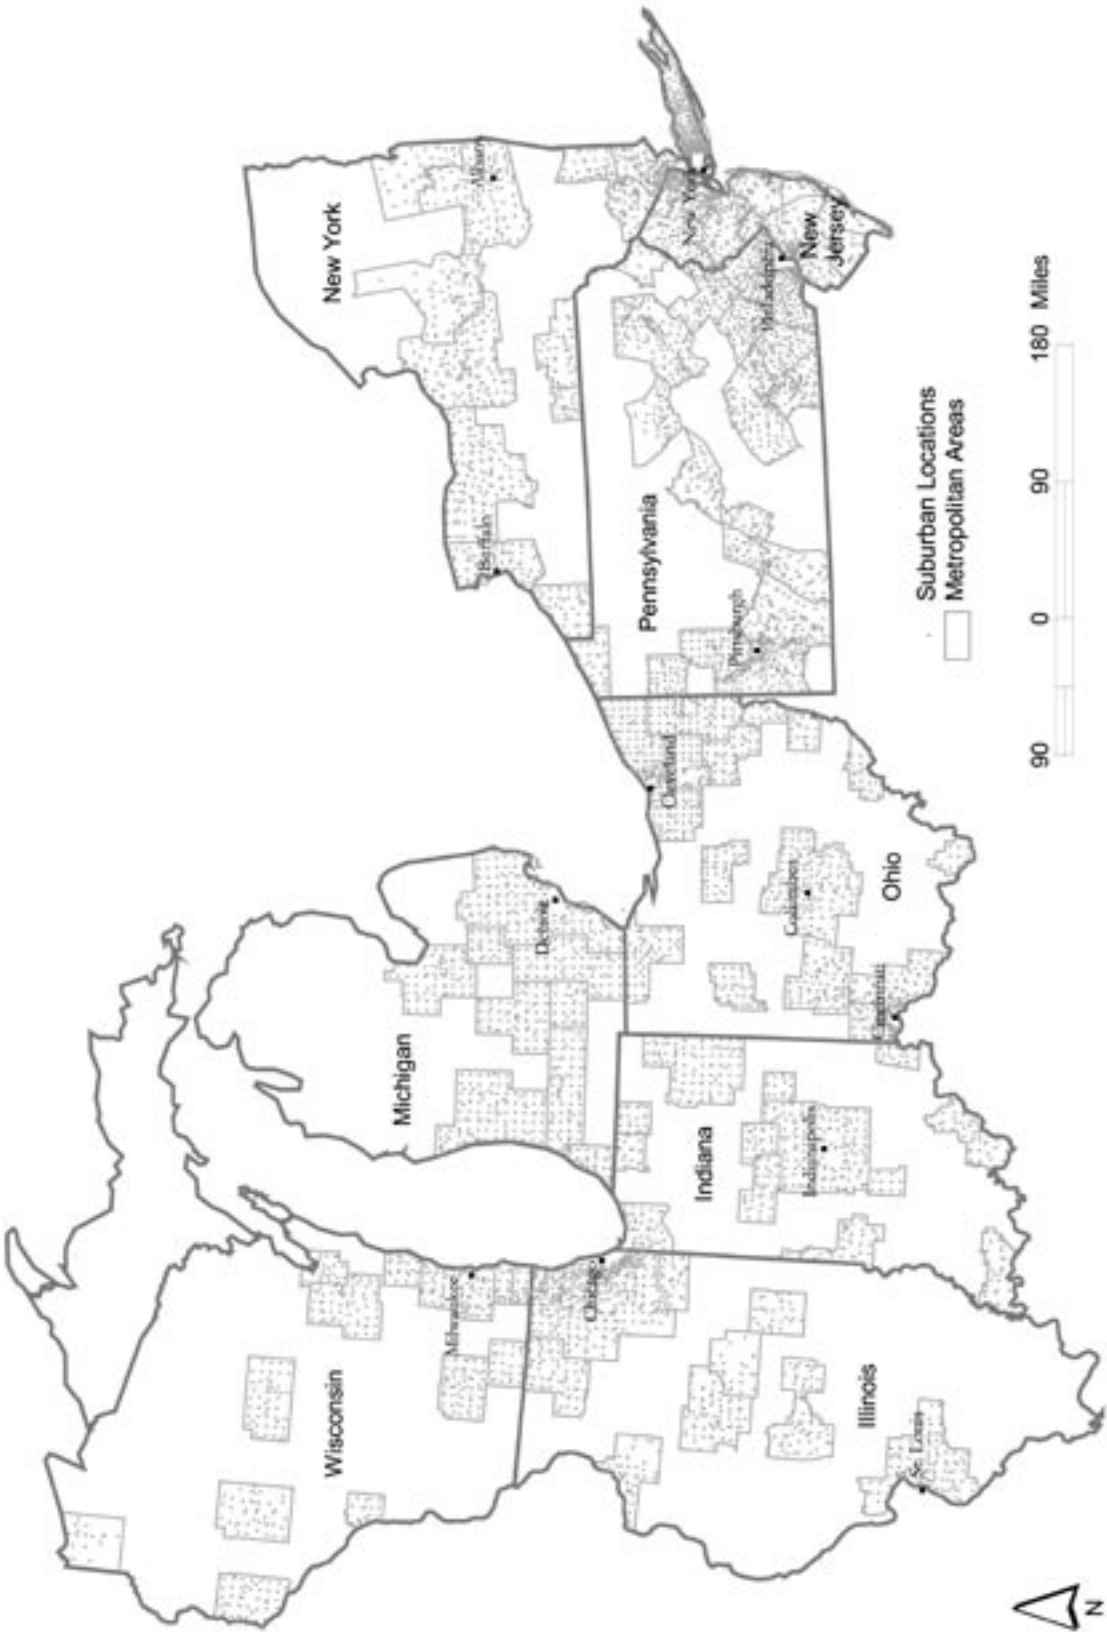 Wisconsin
Michigan
New York
Milwaukee
Detroit
Buffalo
Albany
Chicago
Cleveland
Pennsylvania
New York
Illinois
Indiana
Ohio
Pittsburgh
Philadelphia
New
Jersey
St. Louis
Indianapolis
Columbus
Cincinnati
Suburban Locations
Metropolitan Areas
90 0 90 180 Miles
N